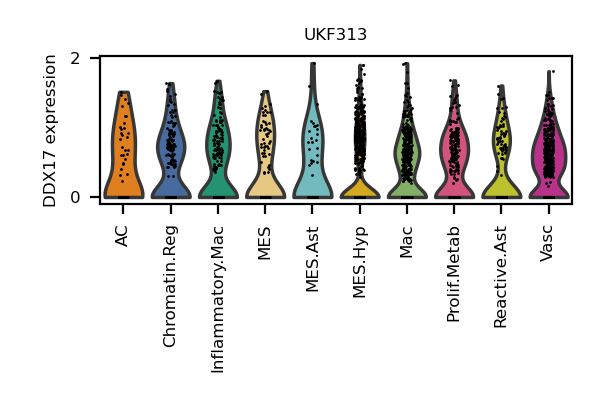 UKF313
DDX17 expression
2
0
AC
Chromatin.Reg
Inflammatory.Mac
MES
MES.Ast
MES.Hyp
Mac
Prolif.Metab
Reactive.Ast
Vasc